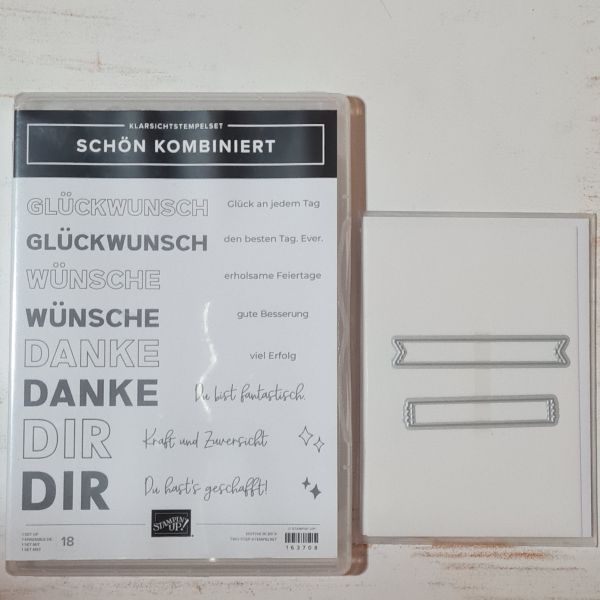 KLARSICHTSTEMPELSET
SCHÖN KOMBINIERT
GLÜCKWUNSCH
Glück an jedem Tag
GLÜCKWUNSCH
den besten Tag. Ever.
WÜNSCHE
erholsame Feiertage
WÜNSCHE
gute Besserung
DANKE
viel Erfolg
DANKE
Du bist fantastisch.
DIR
Kraft und Zuversicht
DIR
Du hast's geschafft!
STAMPIN' UP!
18
163708